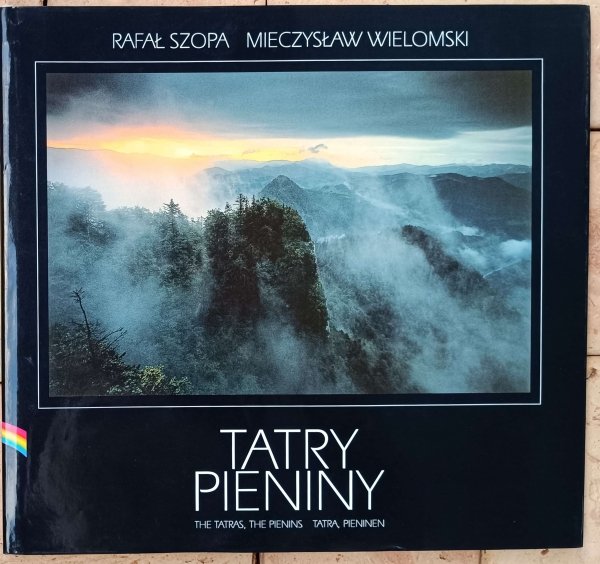 RAFAŁ SZOPA MIECZYSŁAW WIELOMSKI
TATRY
PIENINY
THE TATRAS, THE PIENINS TATRA, PIENINEN